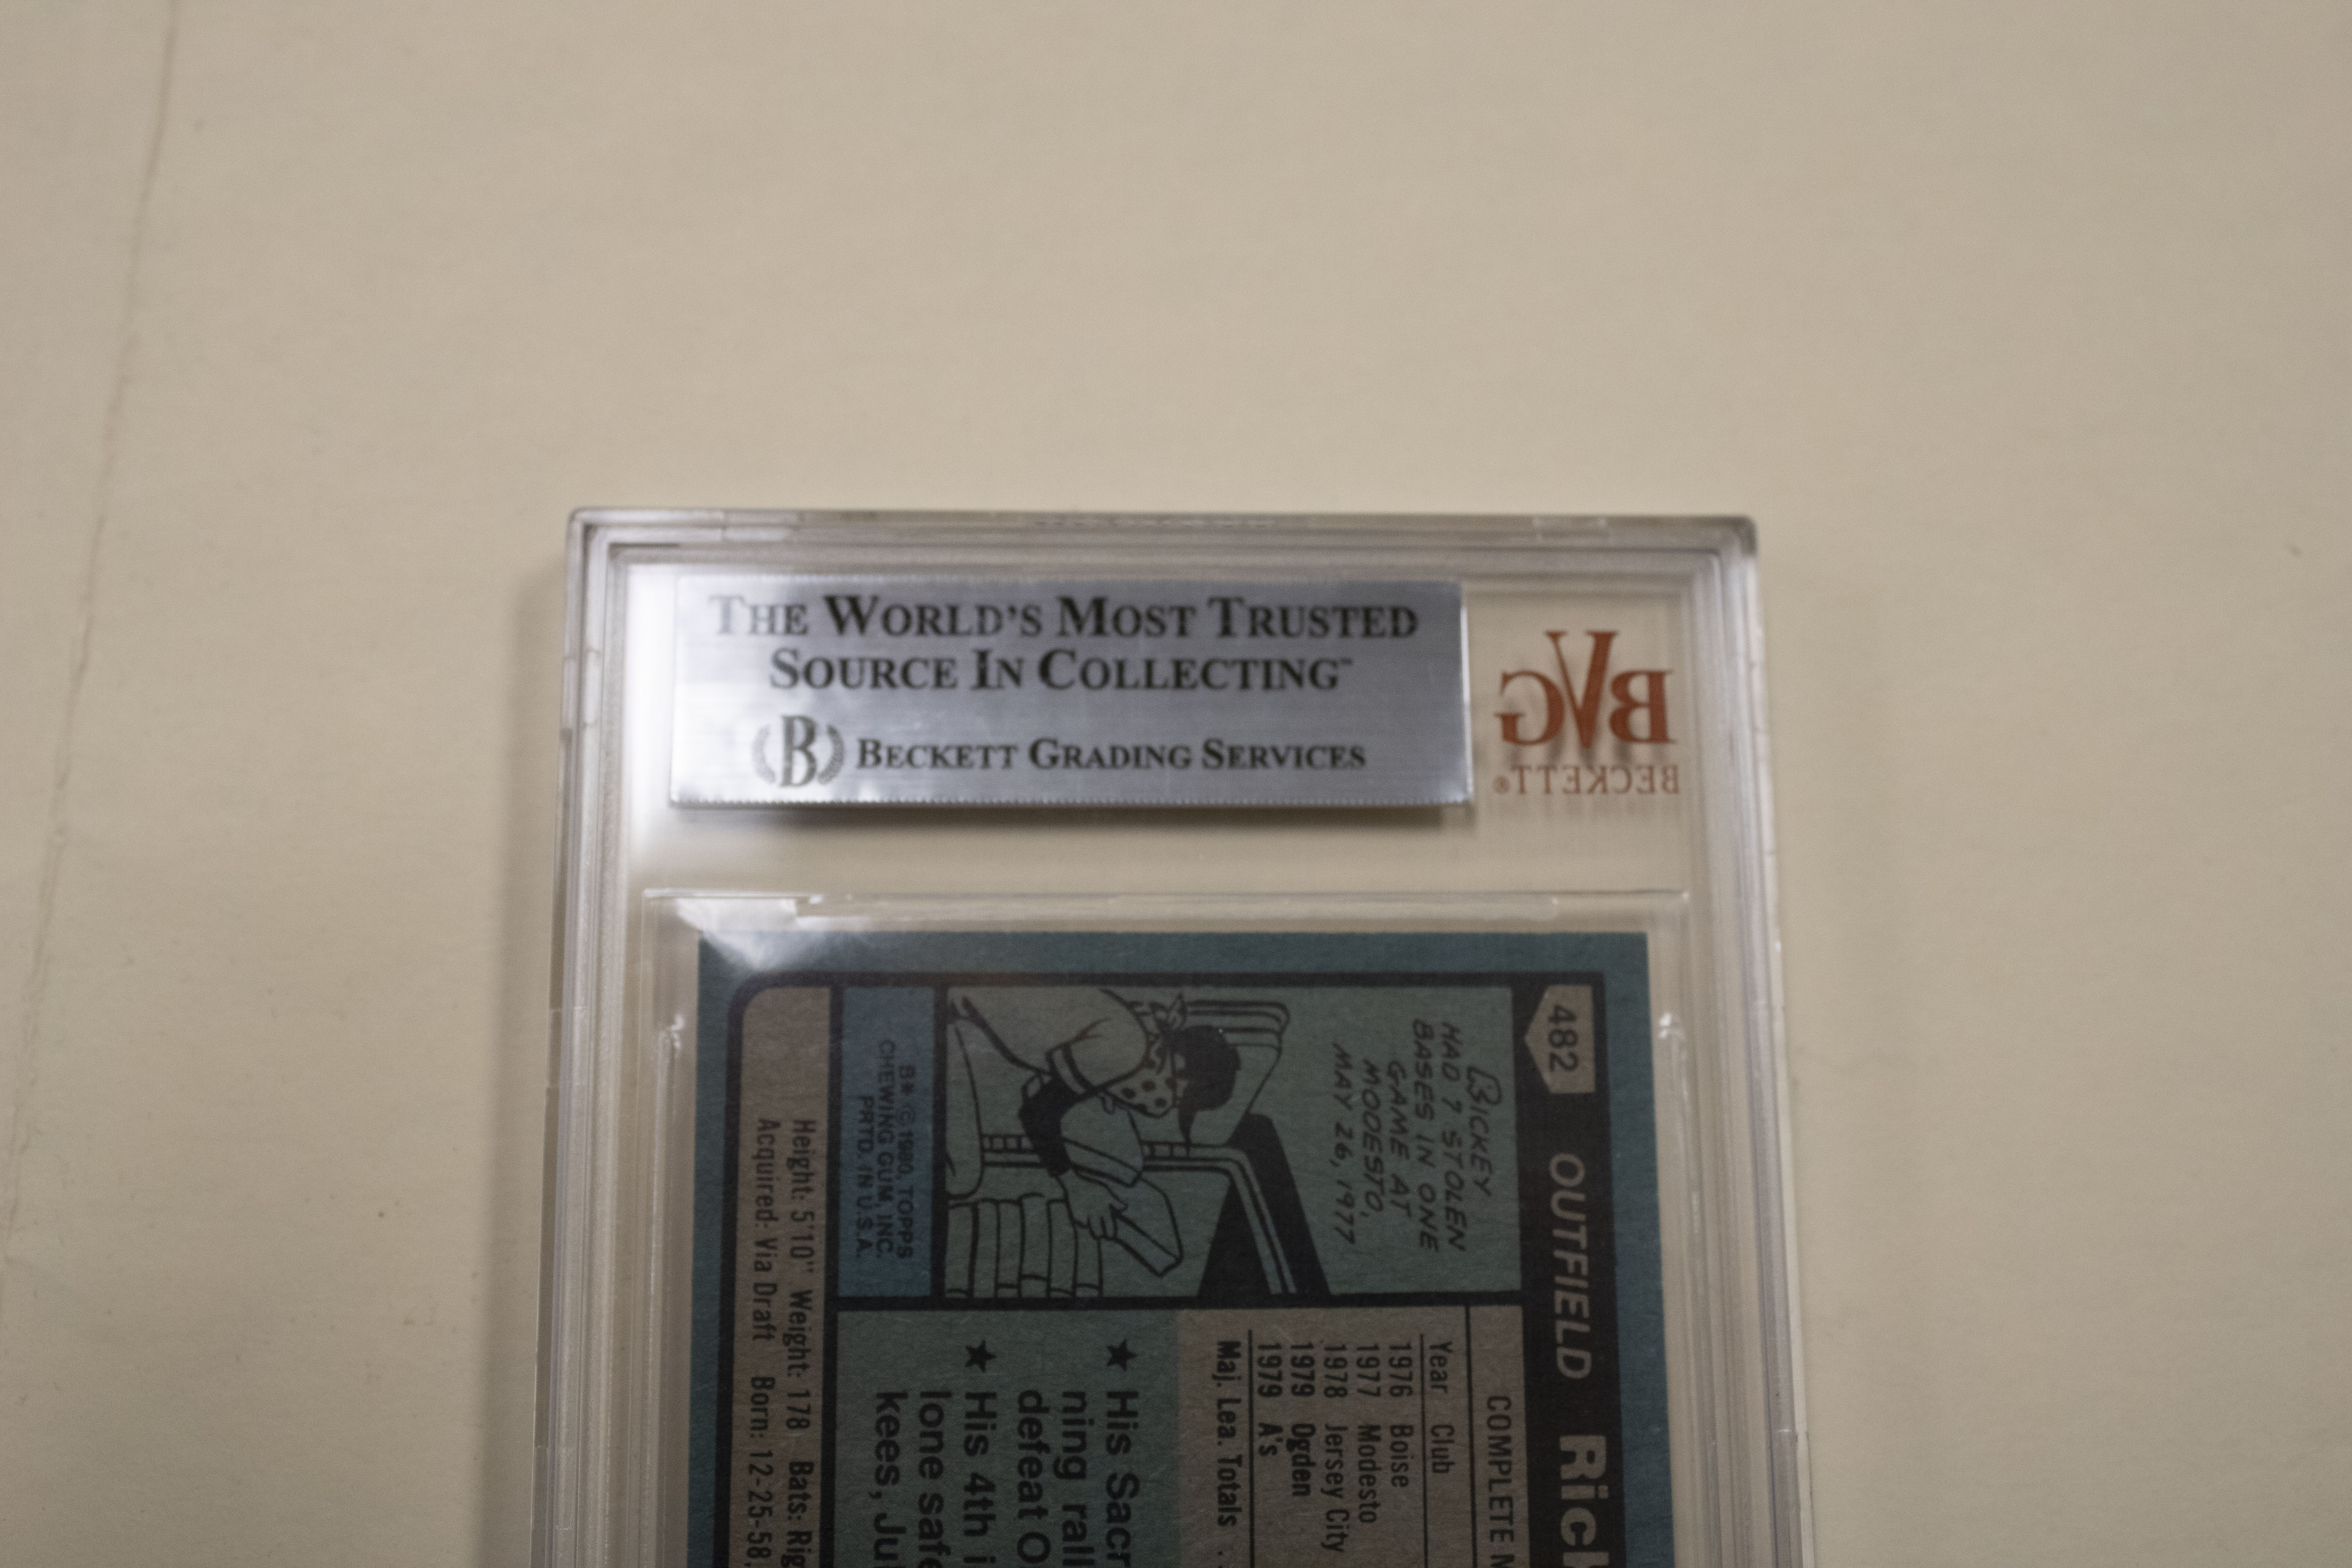 THE WORLD'S MOST TRUSTED
SOURCE IN COLLECTING™
B BECKETT GRADING SERVICES
BVG
BECKETT®
482 OUTFIELD Rick
RICKEY
HAD 7 STOLEN
BASES IN ONE
GAME AT
MODESTO,
MAY 26, 1977
B* © 1980, TOPPS
CHEWING GUM, INC.
PRTD. IN U.S.A.
COMPLETE M
Year Club
1976 Boise
1977 Modesto
1978 Jersey City
1979 Ogden
1979 A's
Maj. Lea. Totals
★ His Sacr
ning rall
defeat O
★ His 4th i
lone safe
kees, Ju
Height: 5'10" Weight: 178 Bats: Rig
Acquired: Via Draft Born: 12-25-58,